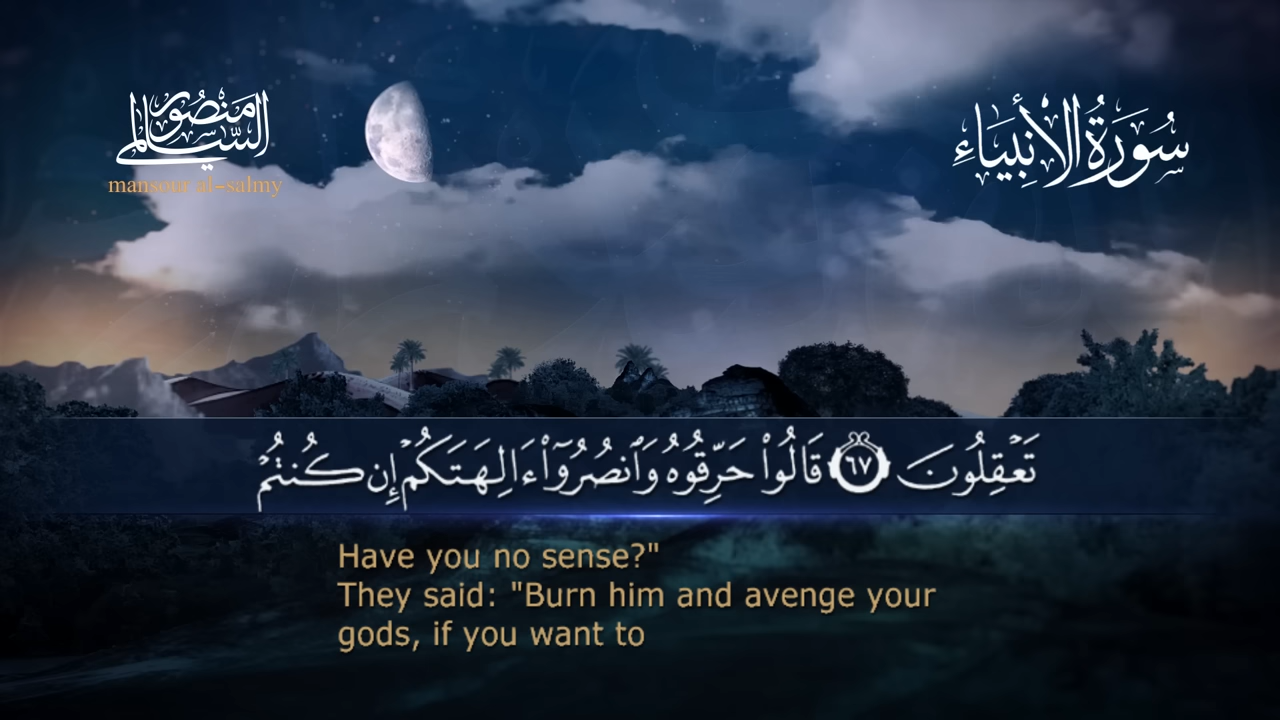 منصور السالمي
mansour al-salmy
سُورَةُ الأَنبِيَاءِ
تَعْقِلُونَ ٦٧ قَالُوا۟ حَرِّقُوهُ وَٱنصُرُوٓا۟ ءَالِهَتَكُمْ إِن كُنتُمْ
Have you no sense?"
They said: "Burn him and avenge your
gods, if you want to